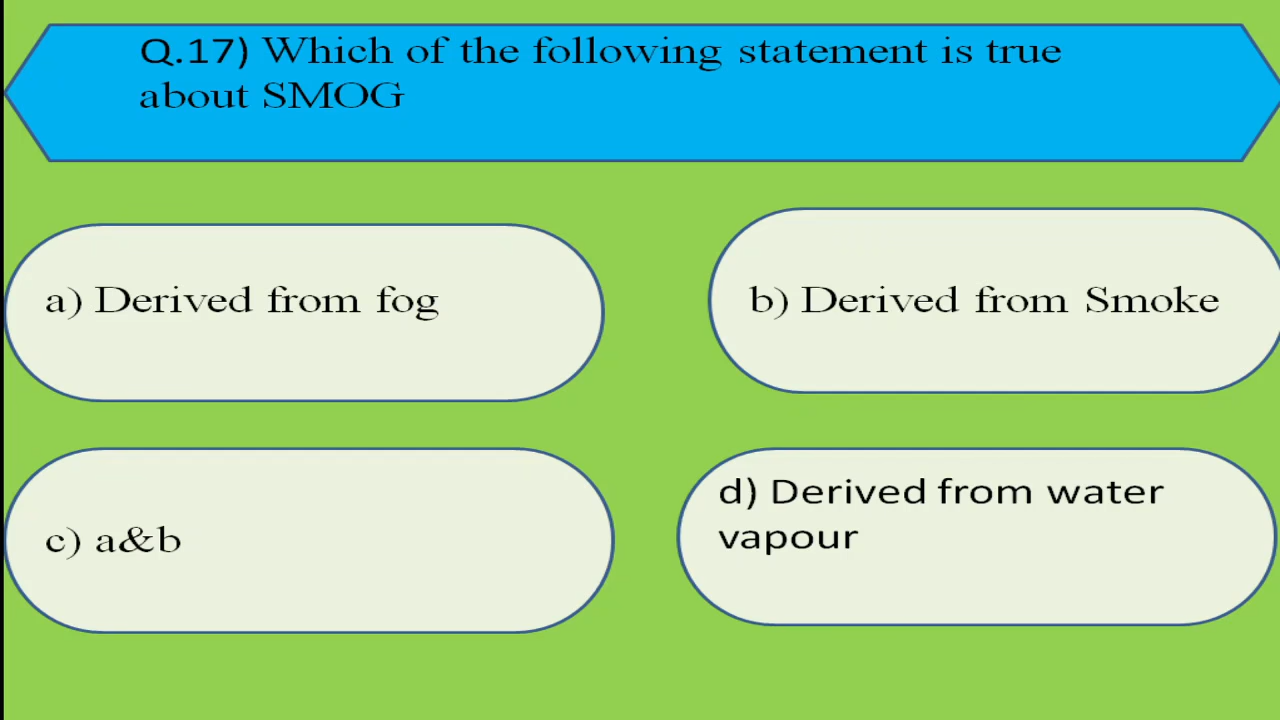 Q.17) Which of the following statement is true
about SMOG
a) Derived from fog
b) Derived from Smoke
c) a&b
d) Derived from water
vapour